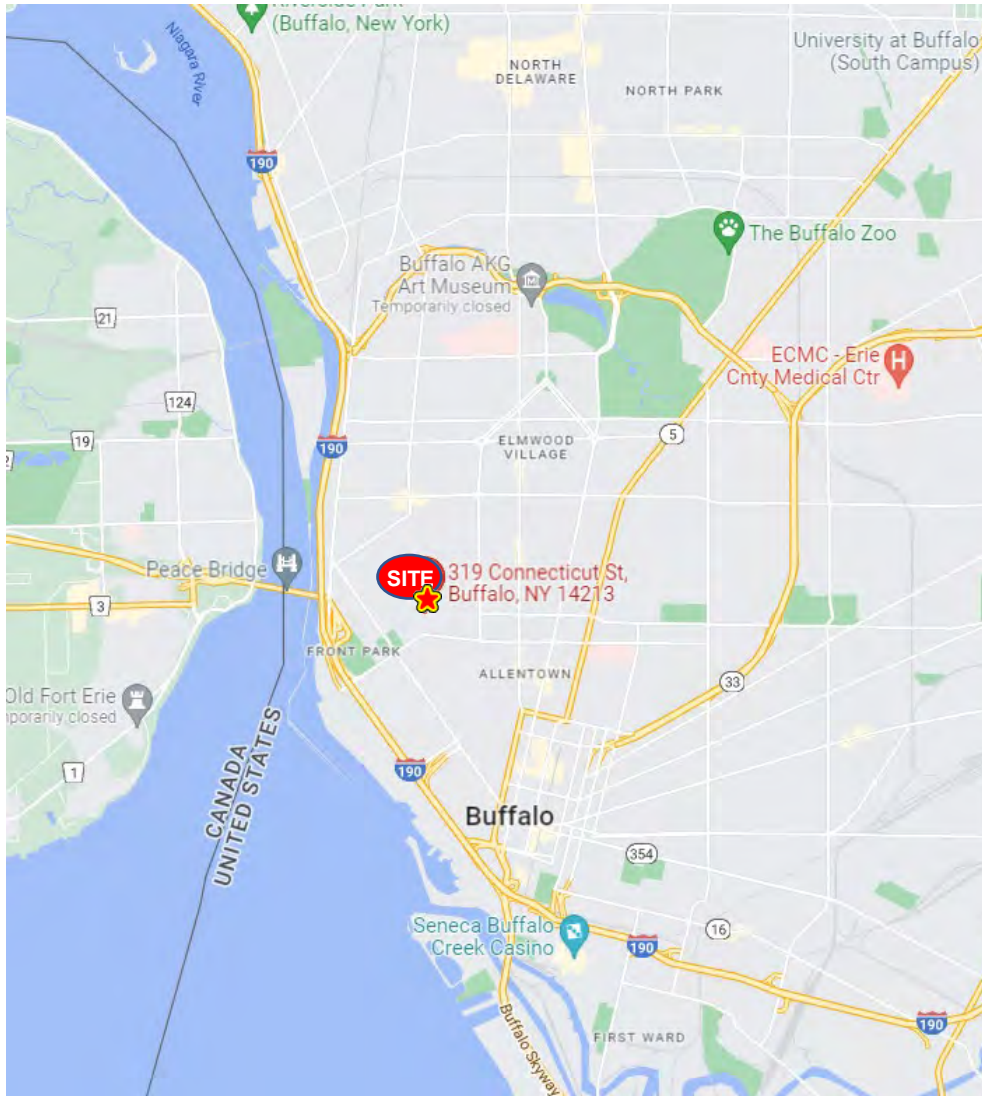 Riverside Park
(Buffalo, New York)
Niagara River
University at Buffalo
(South Campus)
NORTH
DELAWARE
NORTH PARK
190
The Buffalo Zoo
Buffalo AKG
Art Museum
Temporarily closed
21
ECMC - Erie
Cnty Medical Ctr
H
124
5
19
190
ELMWOOD
VILLAGE
2
Peace Bridge
SITE
319 Connecticut St,
Buffalo, NY 14213
3
FRONT PARK
ALLENTOWN
33
Old Fort Erie
mporarily closed
CANADA
UNITED STATES
1
190
Buffalo
354
Seneca Buffalo
Creek Casino
16
190
190
FIRST WARD
Buffalo Skyway